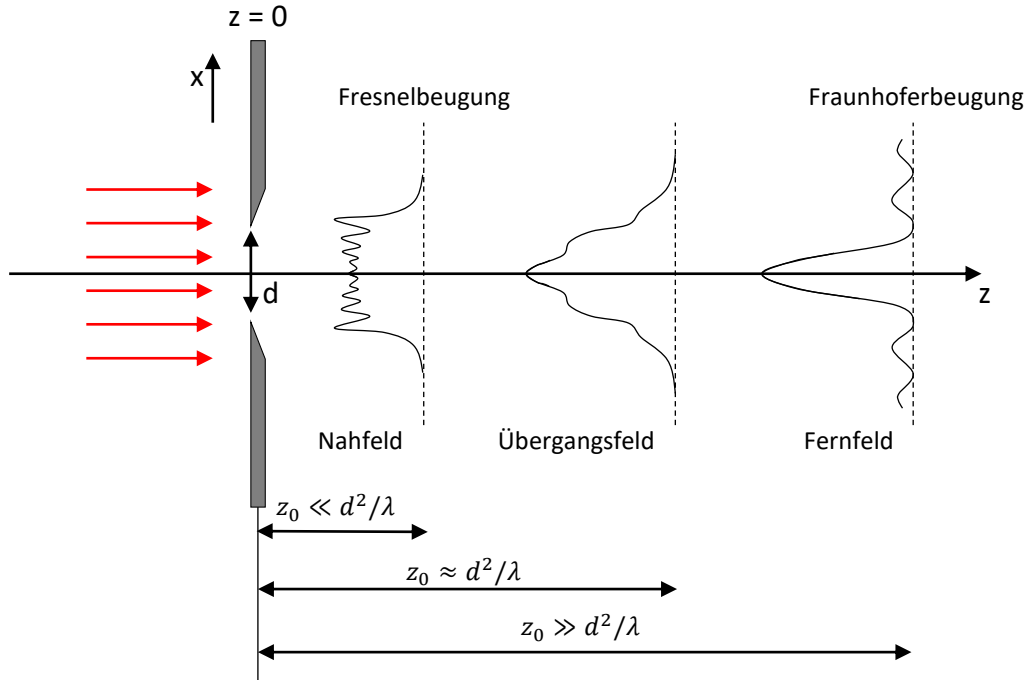 z = 0
x
Fresnelbeugung
Fraunhoferbeugung
d
z
Nahfeld
Übergangsfeld
Fernfeld
z₀ ≪ d²/λ
z₀ ≈ d²/λ
z₀ ≫ d²/λ